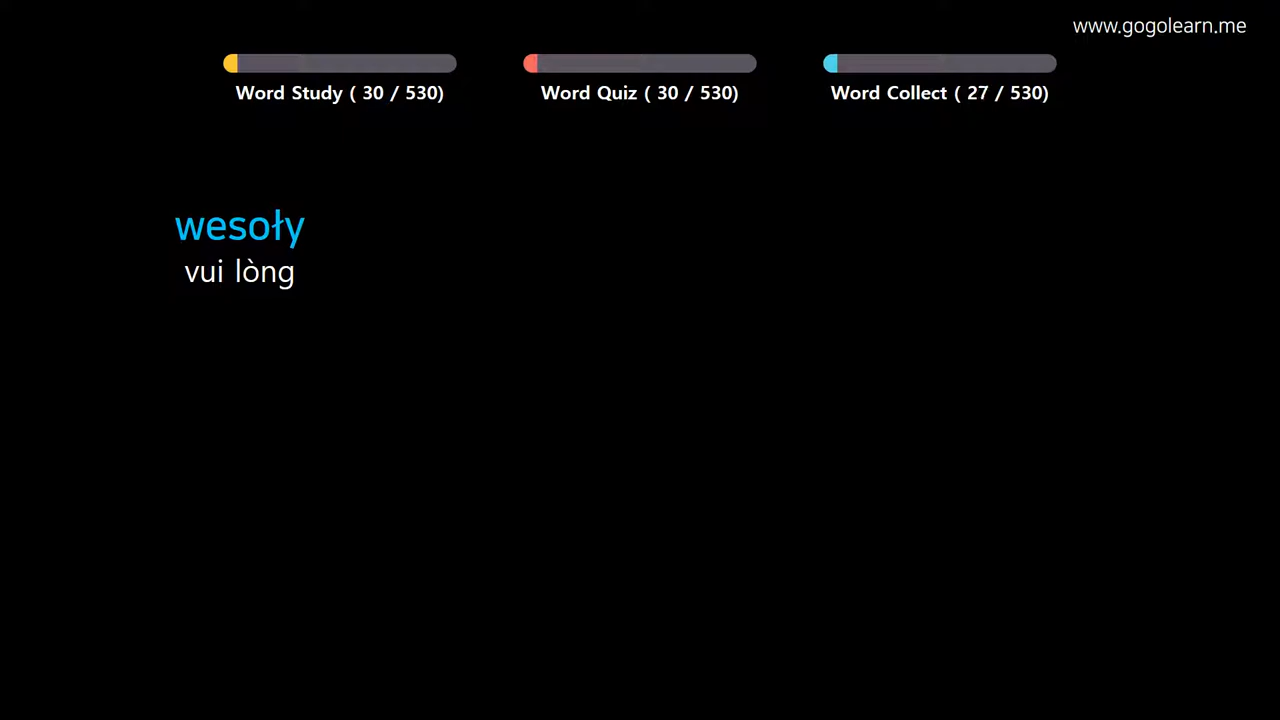 www.gogolearn.me
Word Study ( 30 / 530)
Word Quiz ( 30 / 530)
Word Collect ( 27 / 530)
wesoły
vui lòng